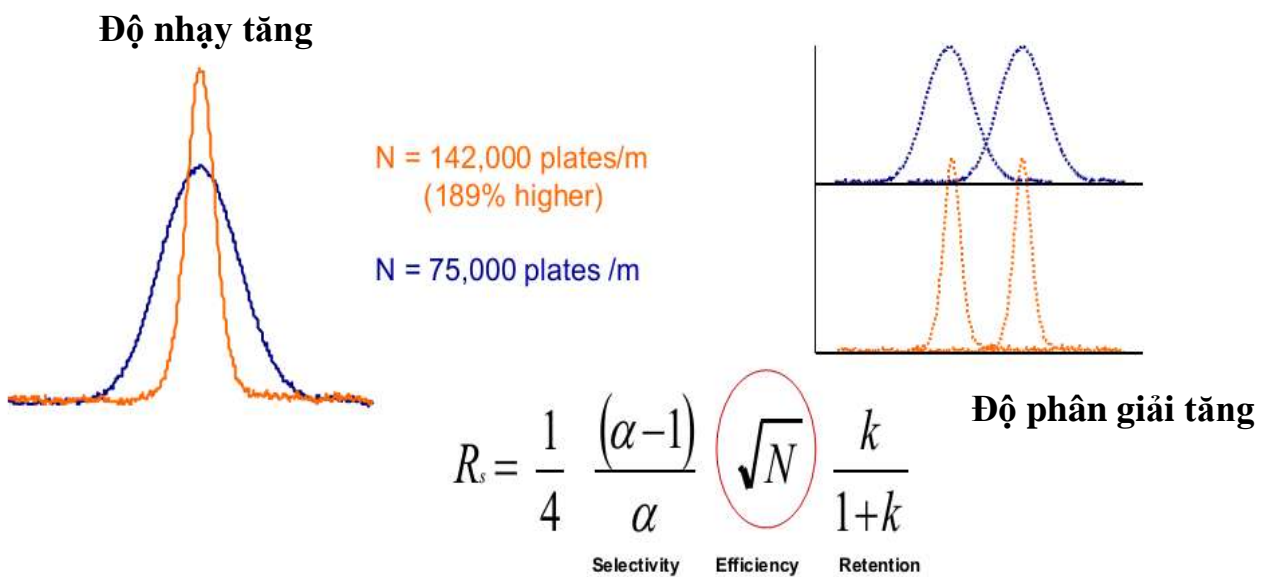 Độ nhạy tăng
N = 142,000 plates/m
(189% higher)
N = 75,000 plates /m
Độ phân giải tăng
Rs = 1/4 (α−1)/α √N k/1+k
Selectivity Efficiency Retention